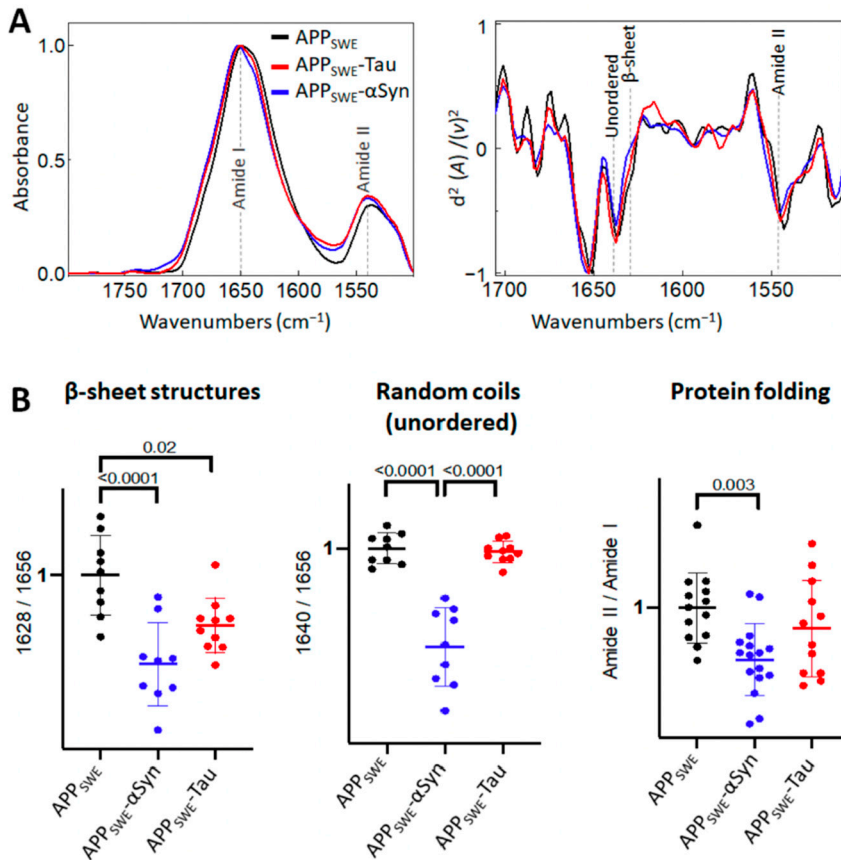 A
APP_SWE
APP_SWE-Tau
APP_SWE-αSyn
Absorbance
1.0
0.5
0.0
Amide I
Amide II
1750
1700
1650
1600
1550
Wavenumbers (cm⁻¹)
d² (A) /(ν)²
1
0
−1
Unordered
β-sheet
Amide II
1700
1650
1600
1550
Wavenumbers (cm⁻¹)
B
β-sheet structures
0.02
<0.0001
1628 / 1656
1
APP_SWE
APP_SWE-αSyn
APP_SWE-Tau
Random coils
(unordered)
<0.0001
<0.0001
1640 / 1656
1
APP_SWE
APP_SWE-αSyn
APP_SWE-Tau
Protein folding
0.003
Amide II / Amide I
1
APP_SWE
APP_SWE-αSyn
APP_SWE-Tau